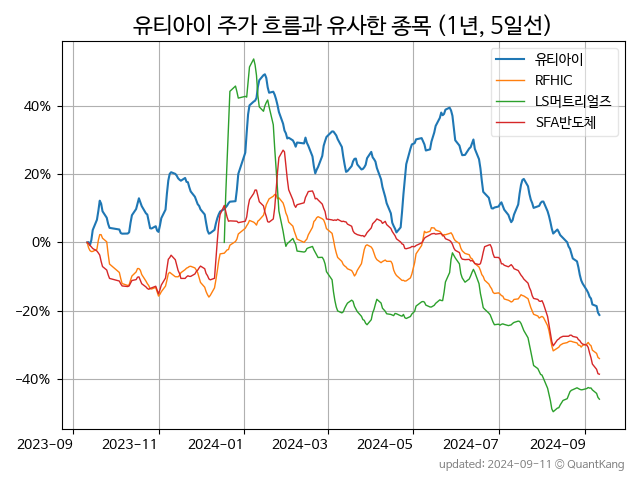 유티아이 주가 흐름과 유사한 종목 (1년, 5일선)
유티아이
RFHIC
LS머트리얼즈
SFA반도체
40%
20%
0%
−20%
−40%
2023-09 2023-11 2024-01 2024-03 2024-05 2024-07 2024-09
updated: 2024-09-11 © QuantKang